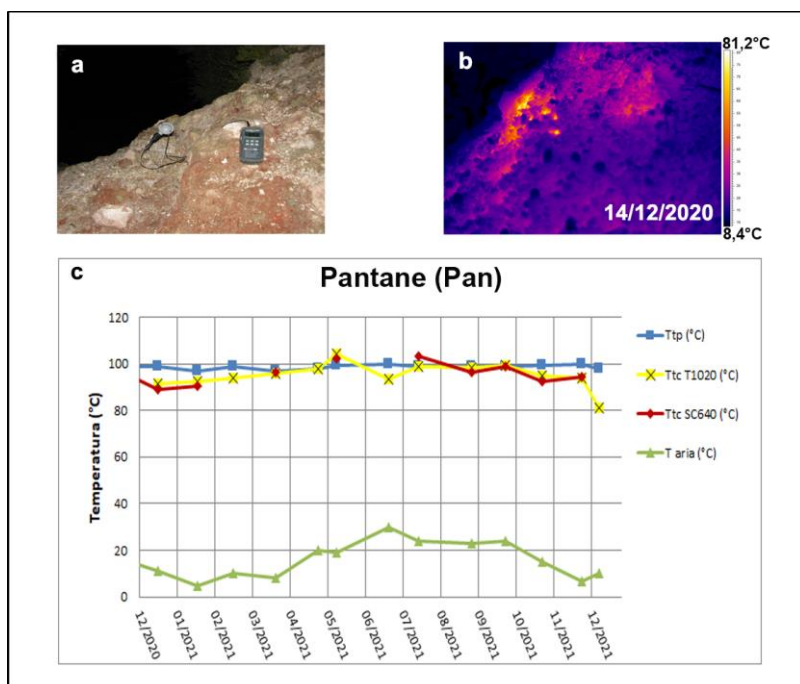 a
b
81,2°C
14/12/2020
8,4°C
c
Pantane (Pan)
Temperatura (°C)
120
100
80
60
40
20
0
12/2020
01/2021
02/2021
03/2021
04/2021
05/2021
06/2021
07/2021
08/2021
09/2021
10/2021
11/2021
12/2021
Ttp (°C)
Ttc T1020 (°C)
Ttc SC640 (°C)
T aria (°C)